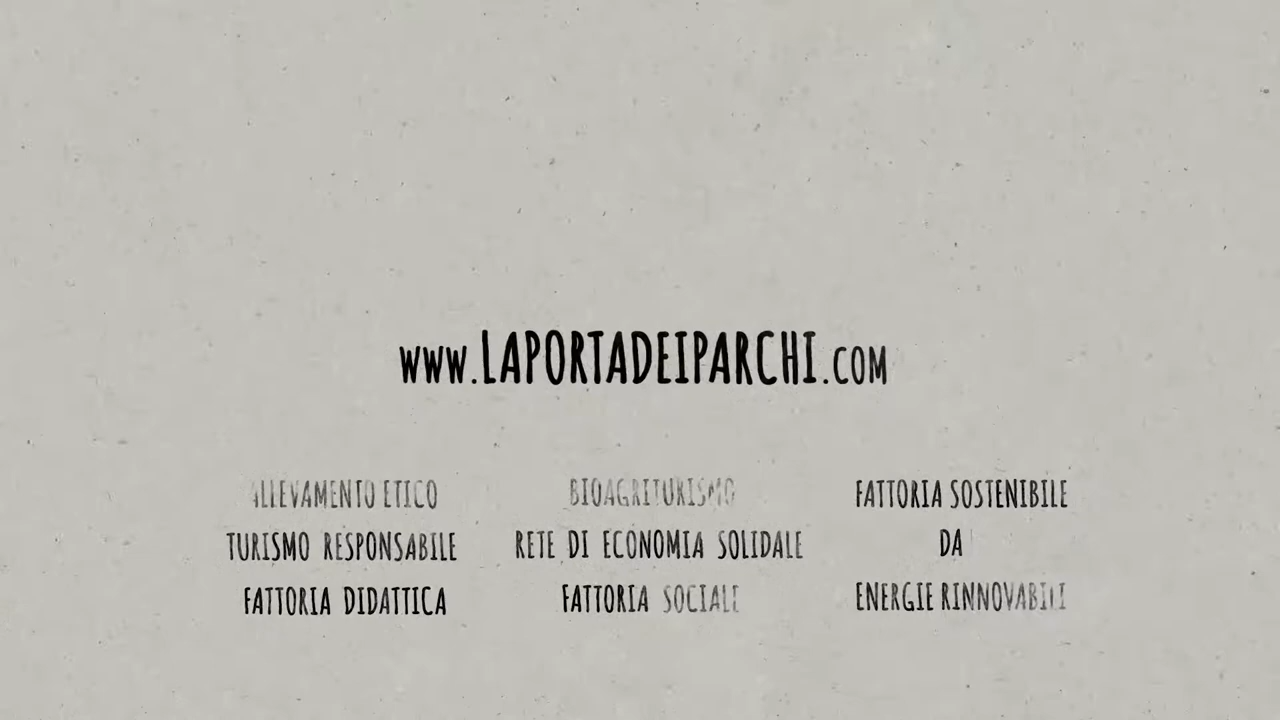 www.LAPORTADEIPARCHI.COM
ALLEVAMENTO ETICO
TURISMO RESPONSABILE
FATTORIA DIDATTICA
BIOAGRITURISMO
RETE DI ECONOMIA SOLIDALE
FATTORIA SOCIALE
FATTORIA SOSTENIBILE
DA
ENERGIE RINNOVABILI